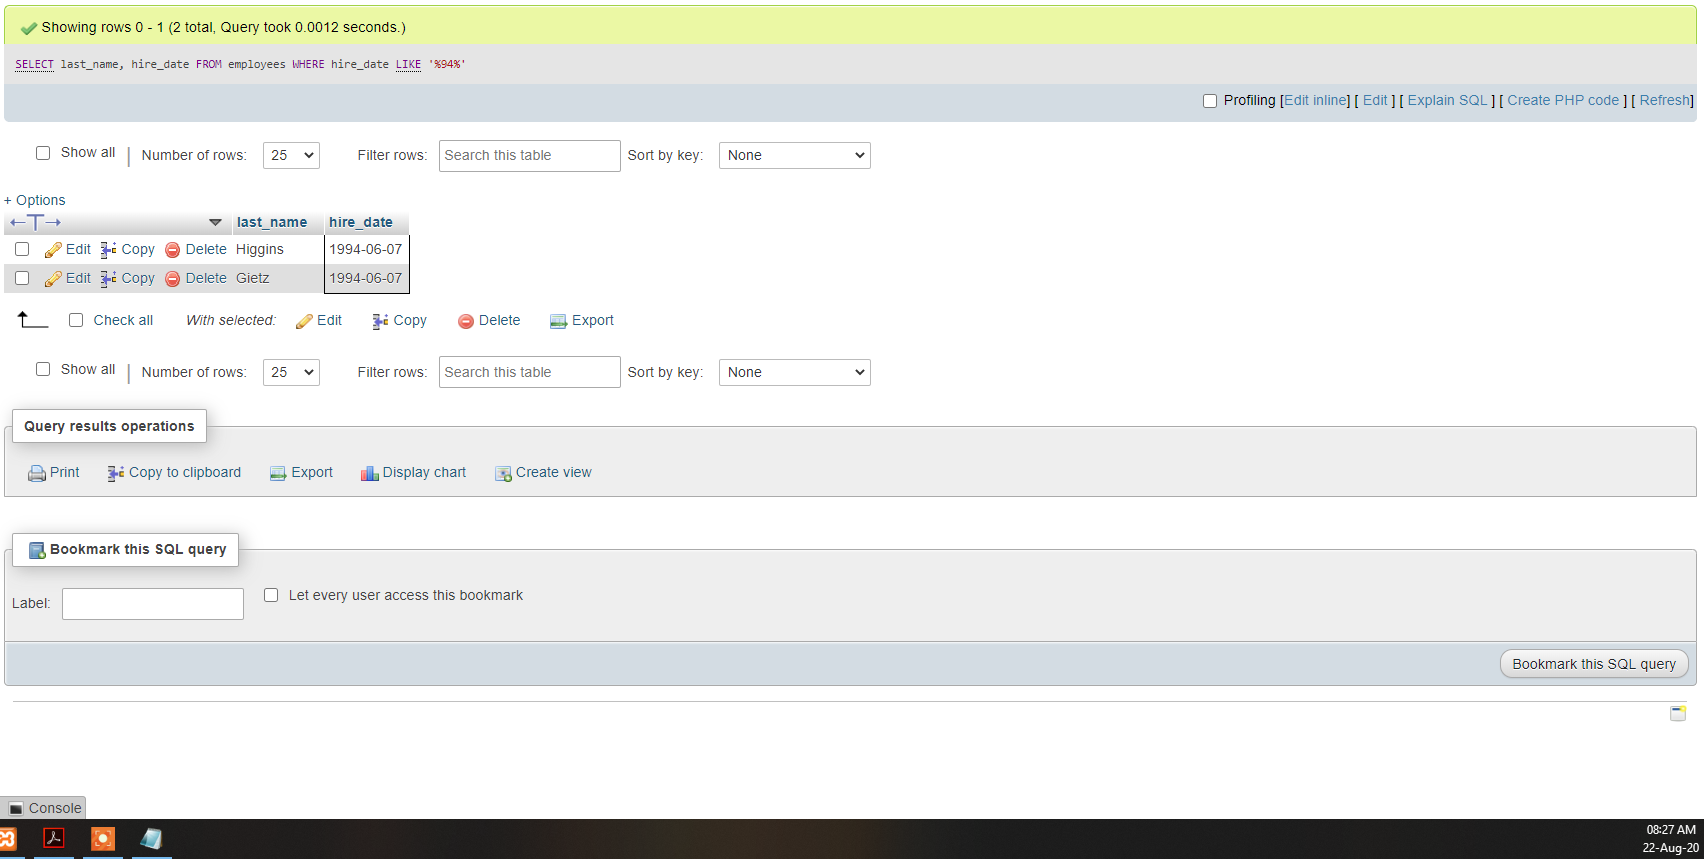 Showing rows 0 - 1 (2 total, Query took 0.0012 seconds.)
SELECT last_name, hire_date FROM employees WHERE hire_date LIKE '%94%'
Profiling [Edit inline] [ Edit ] [ Explain SQL ] [ Create PHP code ] [ Refresh]
Show all | Number of rows: 25 Filter rows: Search this table Sort by key: None
+ Options
←T→ last_name hire_date
Edit Copy Delete Higgins 1994-06-07
Edit Copy Delete Gietz 1994-06-07
Check all With selected: Edit Copy Delete Export
Show all | Number of rows: 25 Filter rows: Search this table Sort by key: None
Query results operations
Print Copy to clipboard Export Display chart Create view
Bookmark this SQL query
Label: Let every user access this bookmark
Bookmark this SQL query
Console
08:27 AM
22-Aug-20